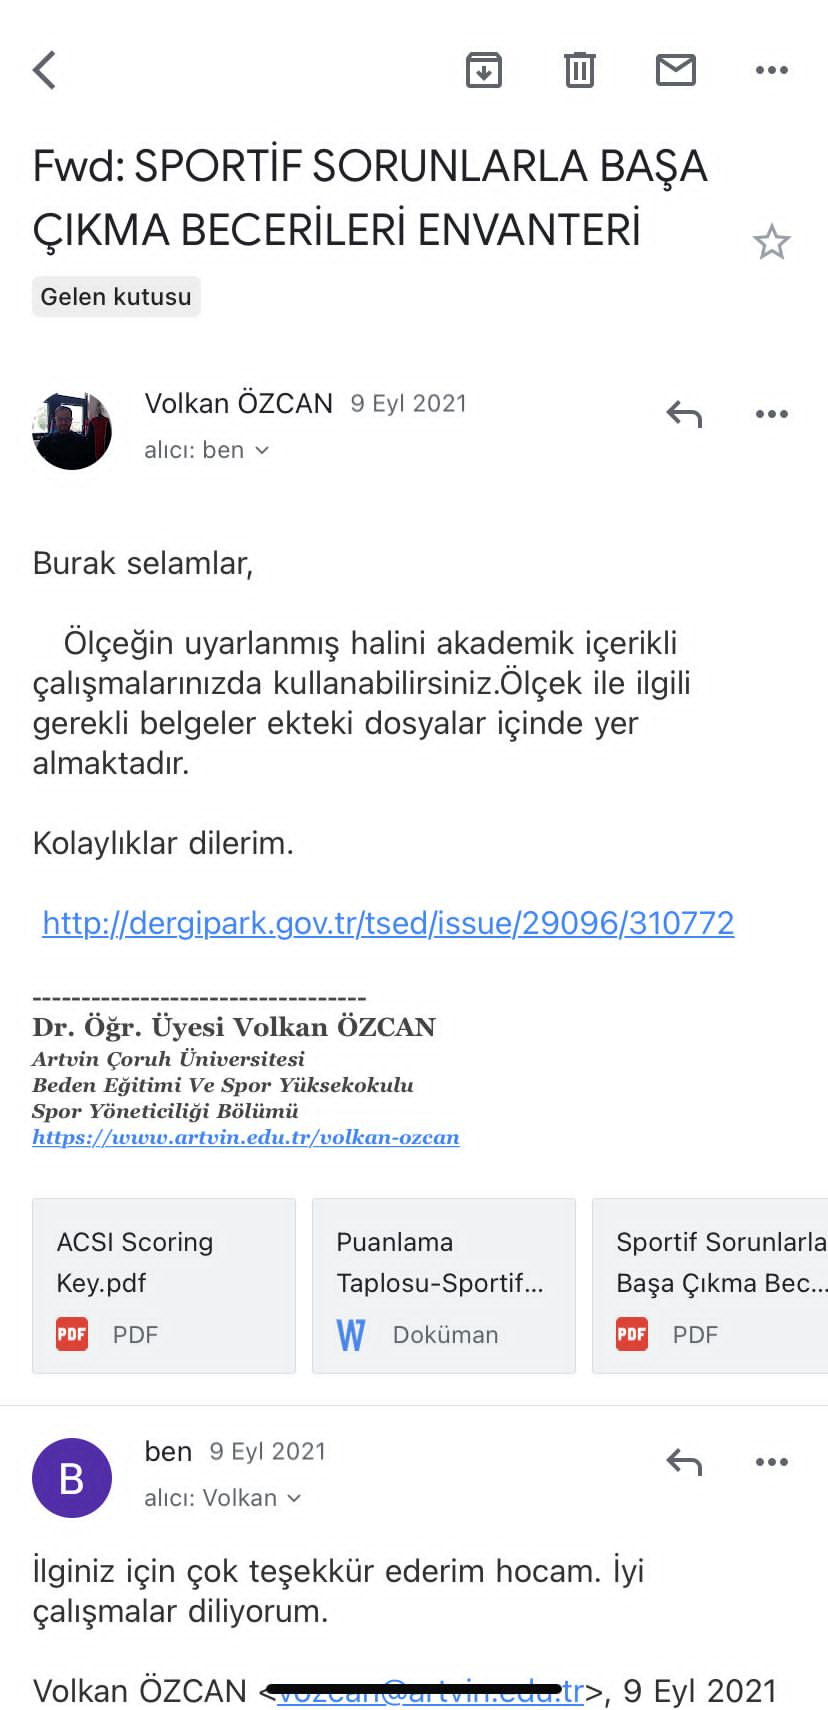 Fwd: SPORTİF SORUNLARLA BAŞA
ÇIKMA BECERİLERİ ENVANTERİ
Gelen kutusu
Volkan ÖZCAN 9 Eyl 2021
alıcı: ben
Burak selamlar,
Ölçeğin uyarlanmış halini akademik içerikli
çalışmalarınızda kullanabilirsiniz.Ölçek ile ilgili
gerekli belgeler ekteki dosyalar içinde yer
almaktadır.
Kolaylıklar dilerim.
http://dergipark.gov.tr/tsed/issue/29096/310772
----------------------------------
Dr. Öğr. Üyesi Volkan ÖZCAN
Artvin Çoruh Üniversitesi
Beden Eğitimi Ve Spor Yüksekokulu
Spor Yöneticiliği Bölümü
https://www.artvin.edu.tr/volkan-ozcan
ACSI Scoring
Key.pdf
PDF PDF
Puanlama
Taplosu-Sportif...
W Doküman
Sportif Sorunlarla
Başa Çıkma Bec...
PDF PDF
B
ben 9 Eyl 2021
alıcı: Volkan
İlginiz için çok teşekkür ederim hocam. İyi
çalışmalar diliyorum.
Volkan ÖZCAN <>, 9 Eyl 2021